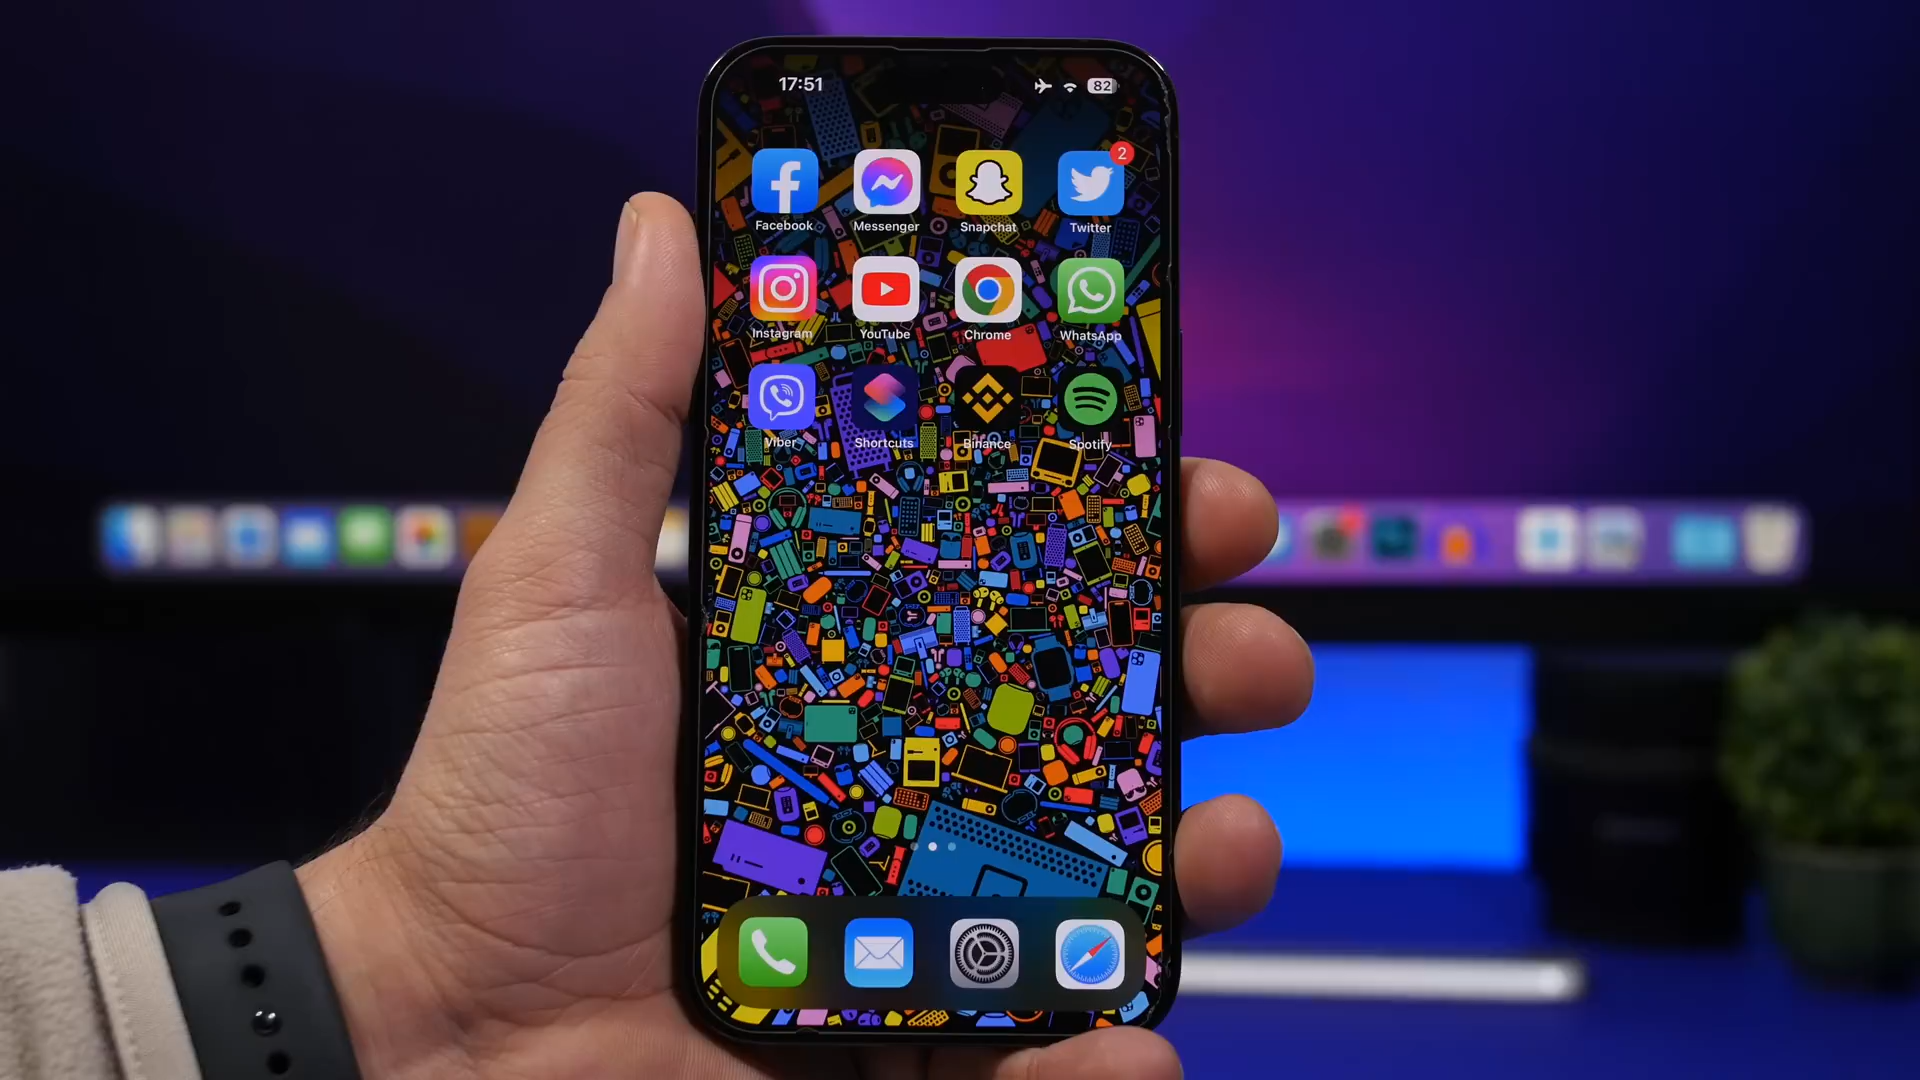 17:51 82
2
Facebook Messenger Snapchat Twitter
Instagram YouTube Chrome WhatsApp
Viber Shortcuts Binance Spotify